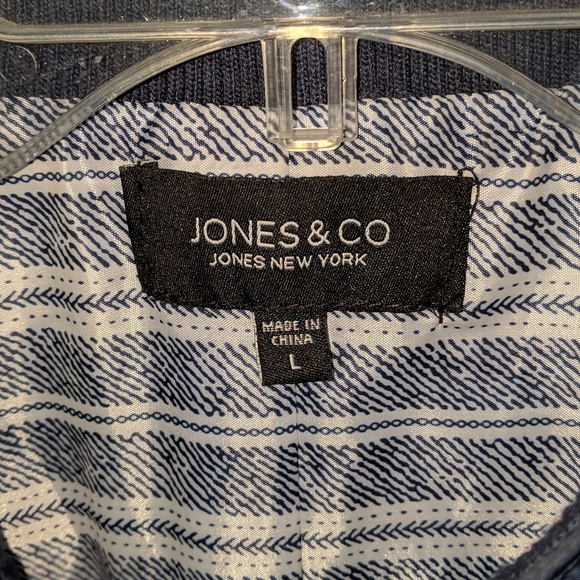 JONES & CO
JONES NEW YORK
MADE IN
CHINA
L